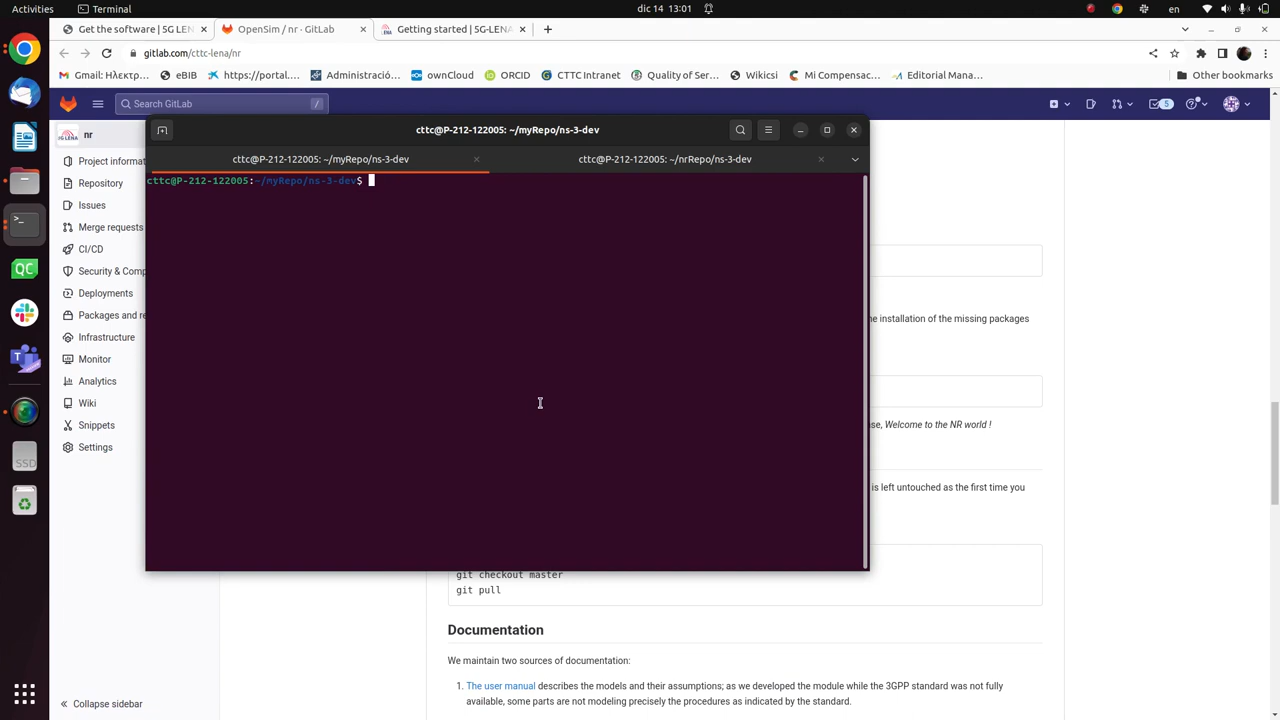 Activities
Terminal
dic 14 13:01
en
Get the software | 5G LEN
OpenSim / nr · GitLab
Getting started | 5G-LENA
gitlab.com/cttc-lena/nr
Gmail: Ηλεκτρ...
eBIB
https://portal....
Administració...
ownCloud
ORCID
CTTC Intranet
Quality of Ser...
Wikicsi
Mi Compensac...
Editorial Mana...
Other bookmarks
Search GitLab
/
5
nr
cttc@P-212-122005: ~/myRepo/ns-3-dev
cttc@P-212-122005: ~/myRepo/ns-3-dev
cttc@P-212-122005: ~/nrRepo/ns-3-dev
cttc@P-212-122005:~/myRepo/ns-3-dev$
Project informat
Repository
Issues
Merge requests
CI/CD
Security & Comp
Deployments
Packages and re
Infrastructure
Monitor
Analytics
Wiki
Snippets
Settings
Collapse sidebar
he installation of the missing packages
se, Welcome to the NR world !
is left untouched as the first time you
git checkout master
git pull
Documentation
We maintain two sources of documentation:
1. The user manual describes the models and their assumptions; as we developed the module while the 3GPP standard was not fully
available, some parts are not modeling precisely the procedures as indicated by the standard.
SSD